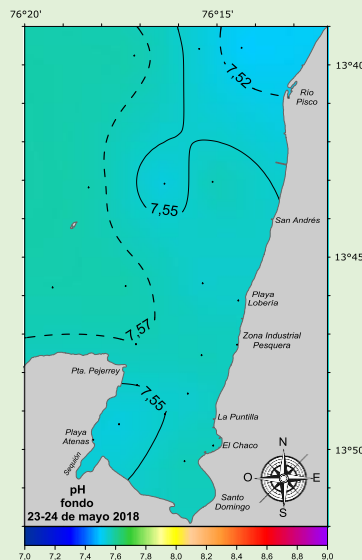 76°20'
76°15'
7,52
13°40'
Río
Pisco
7,55
San Andrés
13°45'
Playa
Lobería
7,57
Zona Industrial
Pesquera
Pta. Pejerrey
7,55
La Puntilla
Playa
Atenas
El Chaco
N
13°50'
Sequión
O
E
S
pH
fondo
23-24 de mayo 2018
Santo
Domingo
7.0 7.2 7.4 7.6 7.8 8.0 8.2 8.4 8.6 8.8 9.0